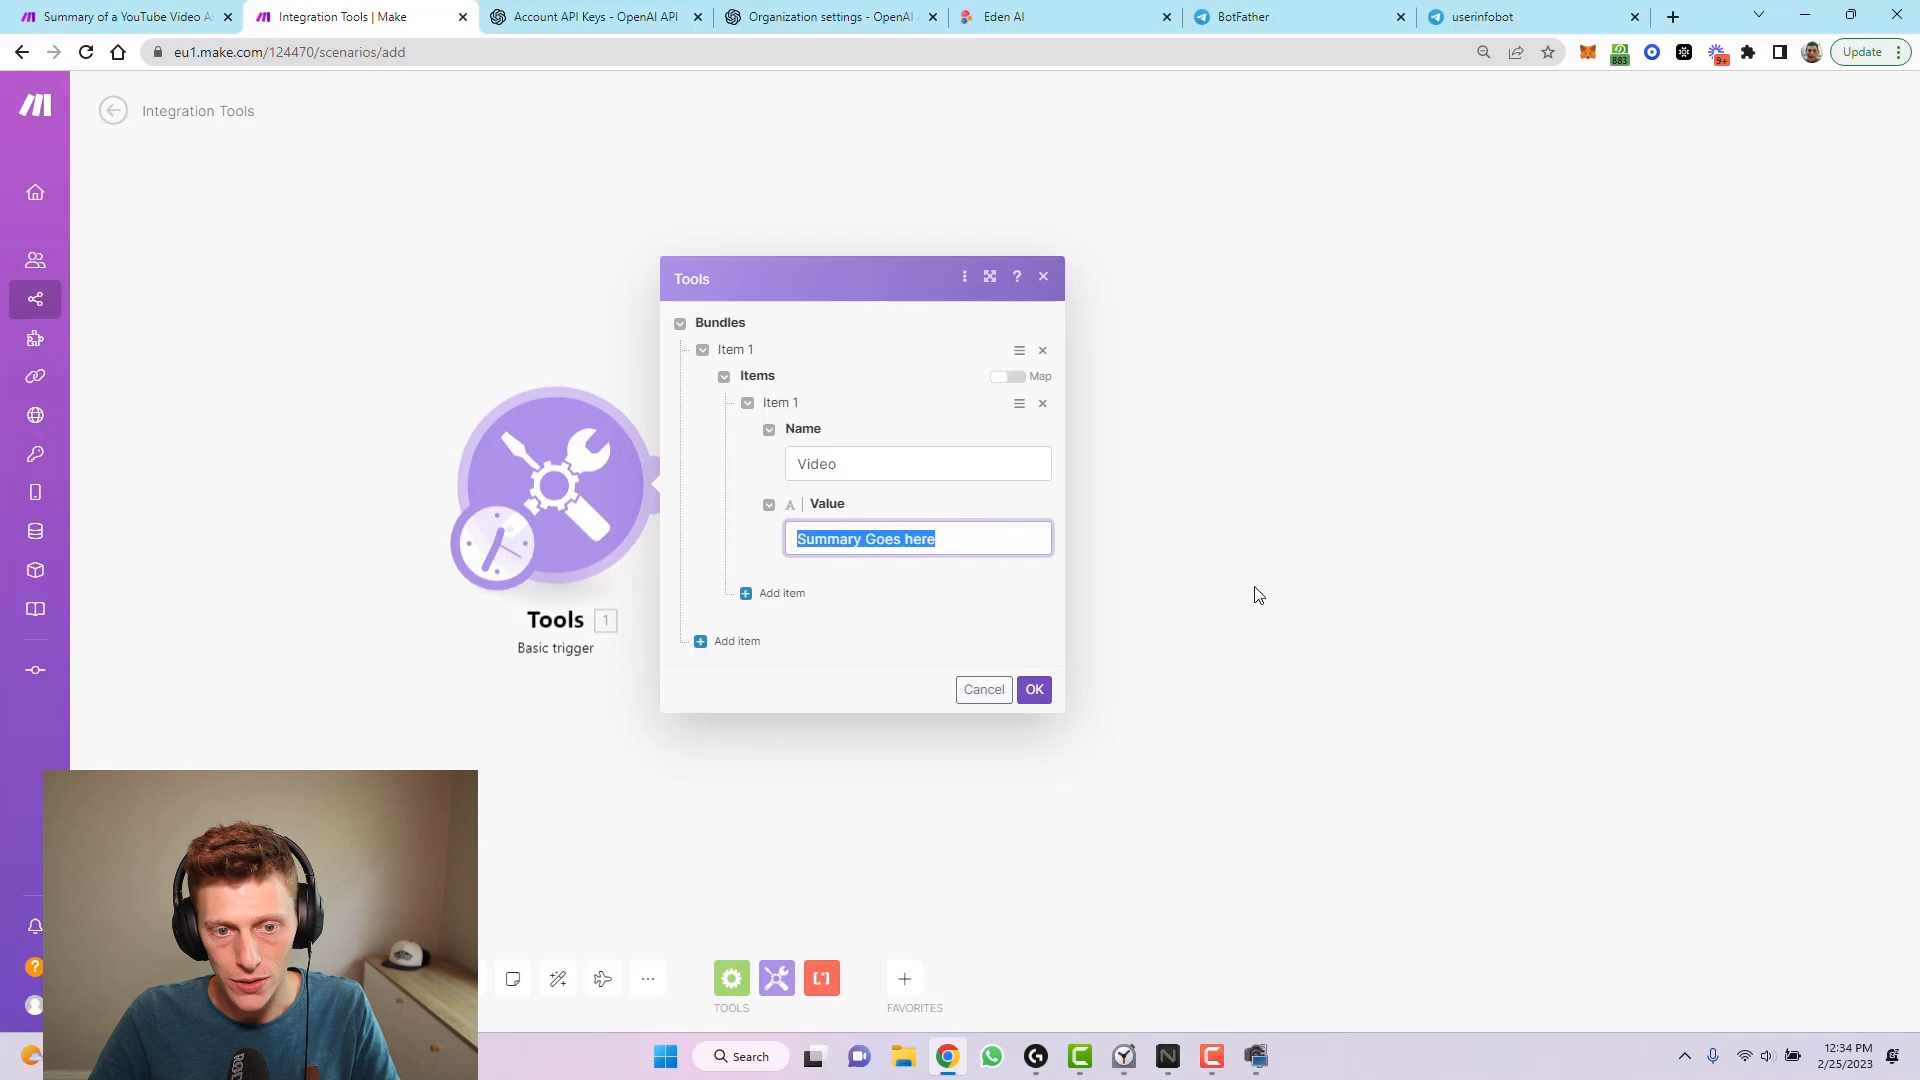 Summary of a YouTube Video AI
Integration Tools | Make
Account API Keys - OpenAI API
Organization settings - OpenAI
Eden AI
BotFather
userinfobot
eu1.make.com/124470/scenarios/add
883
9+
Update
Integration Tools
Tools
Bundles
Item 1
Items
Map
Item 1
Name
Video
A
Value
Summary Goes here
Add item
Add item
Cancel
OK
Tools
1
Basic trigger
TOOLS
FAVORITES
Search
12:34 PM
2/25/2023